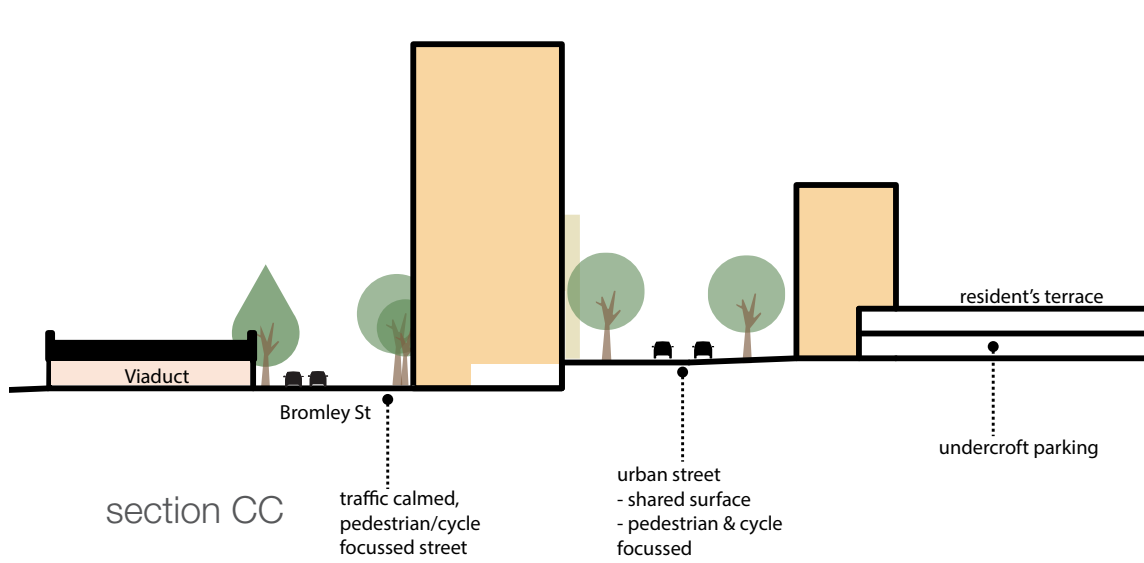 resident's terrace
Viaduct
Bromley St
undercroft parking
urban street
- shared surface
- pedestrian & cycle
focussed
traffic calmed,
pedestrian/cycle
focussed street
section CC